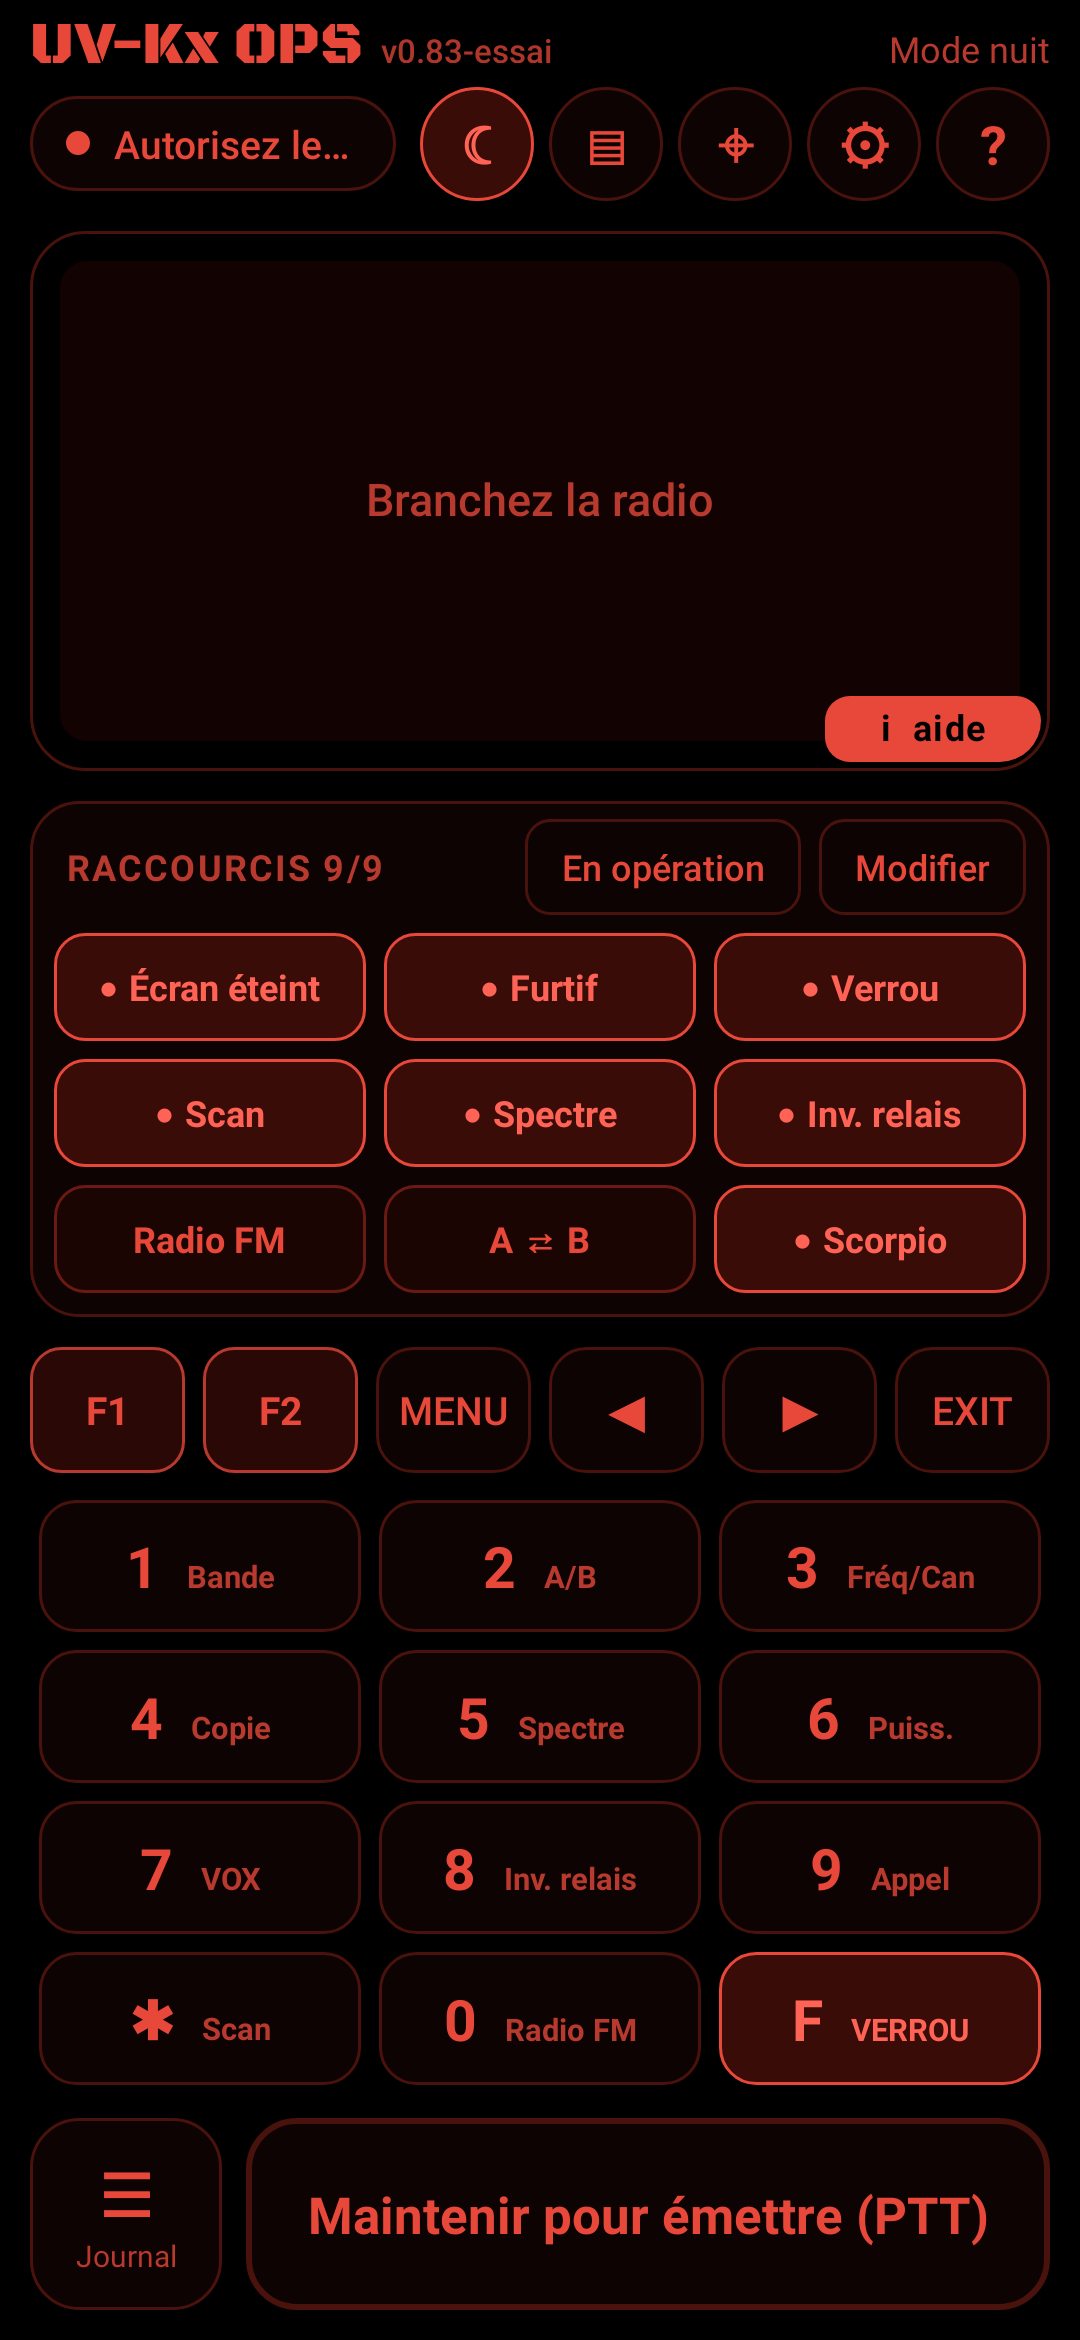 UV-Kx OPS v0.83-essai Mode nuit
Autorisez le… ?
Branchez la radio
i aide
RACCOURCIS 9/9 En opération Modifier
• Écran éteint • Furtif • Verrou
• Scan • Spectre • Inv. relais
Radio FM A ⇄ B • Scorpio
F1 F2 MENU ◀ ▶ EXIT
1 Bande 2 A/B 3 Fréq/Can
4 Copie 5 Spectre 6 Puiss.
7 VOX 8 Inv. relais 9 Appel
✱ Scan 0 Radio FM F VERROU
Maintenir pour émettre (PTT)
Journal